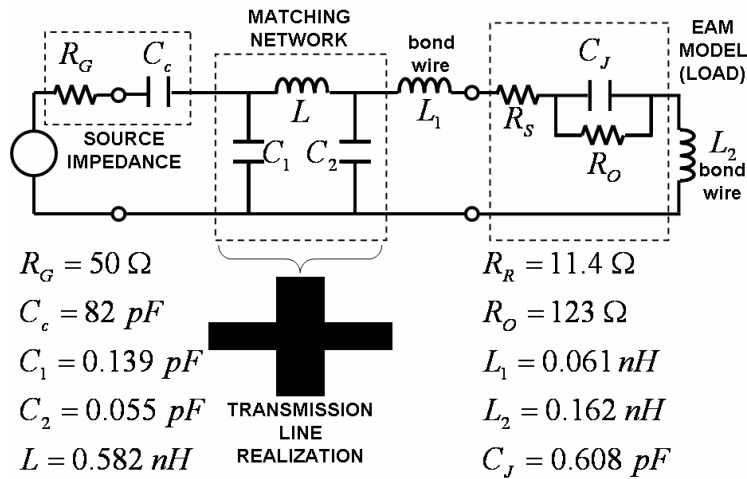 MATCHING
NETWORK
bond
wire
EAM
MODEL
(LOAD)
R_G
C_c
L
L_1
R_S
C_J
R_O
L_2
bond
wire
SOURCE
IMPEDANCE
C_1
C_2
R_G = 50 Ω
C_c = 82 pF
C_1 = 0.139 pF
C_2 = 0.055 pF
L = 0.582 nH
TRANSMISSION
LINE
REALIZATION
R_R = 11.4 Ω
R_O = 123 Ω
L_1 = 0.061 nH
L_2 = 0.162 nH
C_J = 0.608 pF